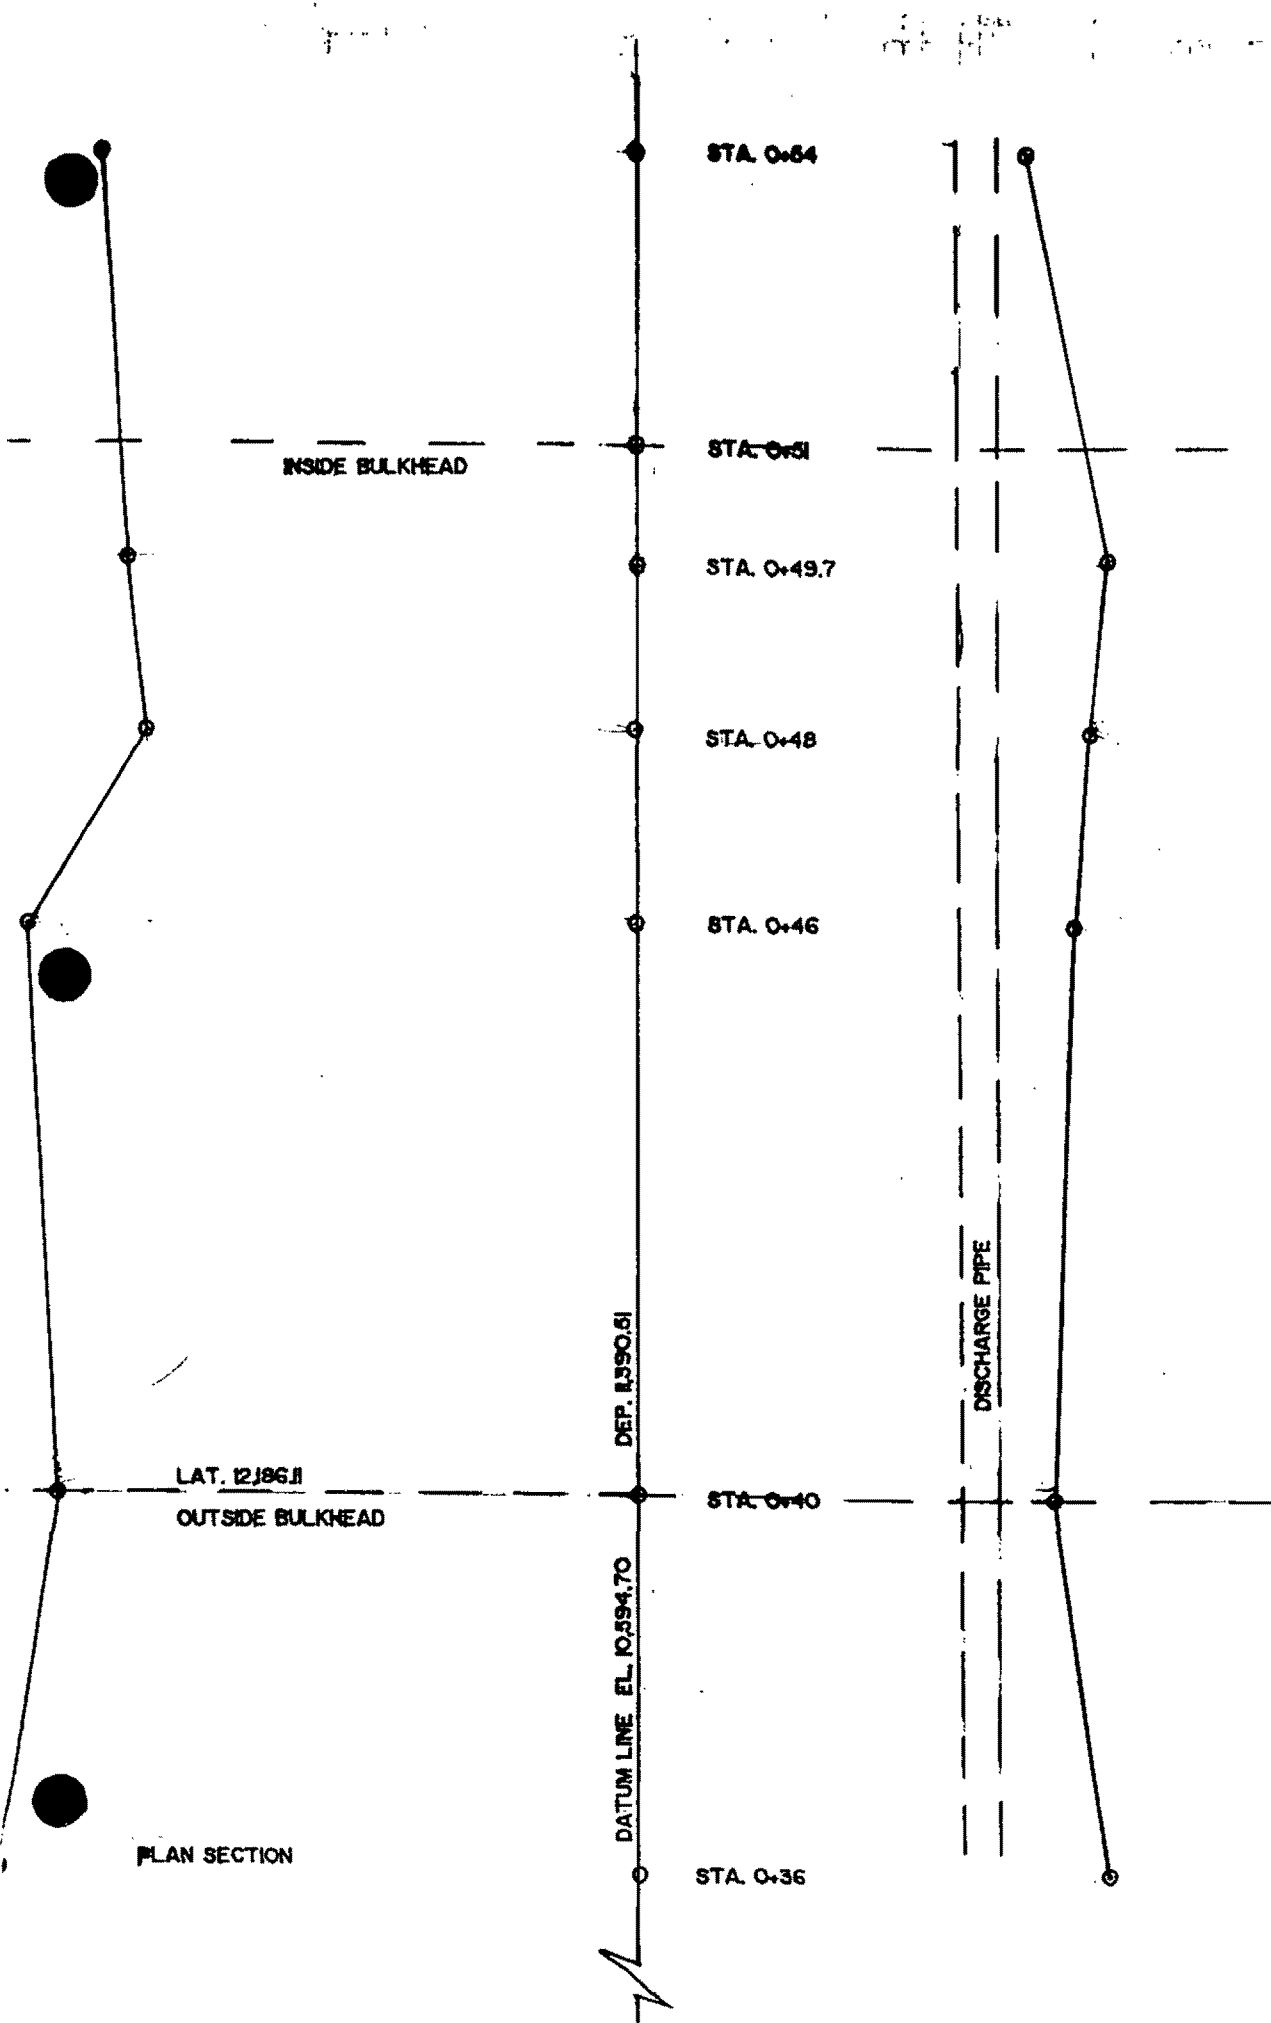 STA. 0+54
STA. 0+51
INSIDE BULKHEAD
STA. 0+49.7
STA. 0+48
STA. 0+46
DISCHARGE PIPE
DEP. 11,390.61
LAT. 12,186.11
STA. 0+40
OUTSIDE BULKHEAD
DATUM LINE EL. 10,594.70
PLAN SECTION
STA. 0+36